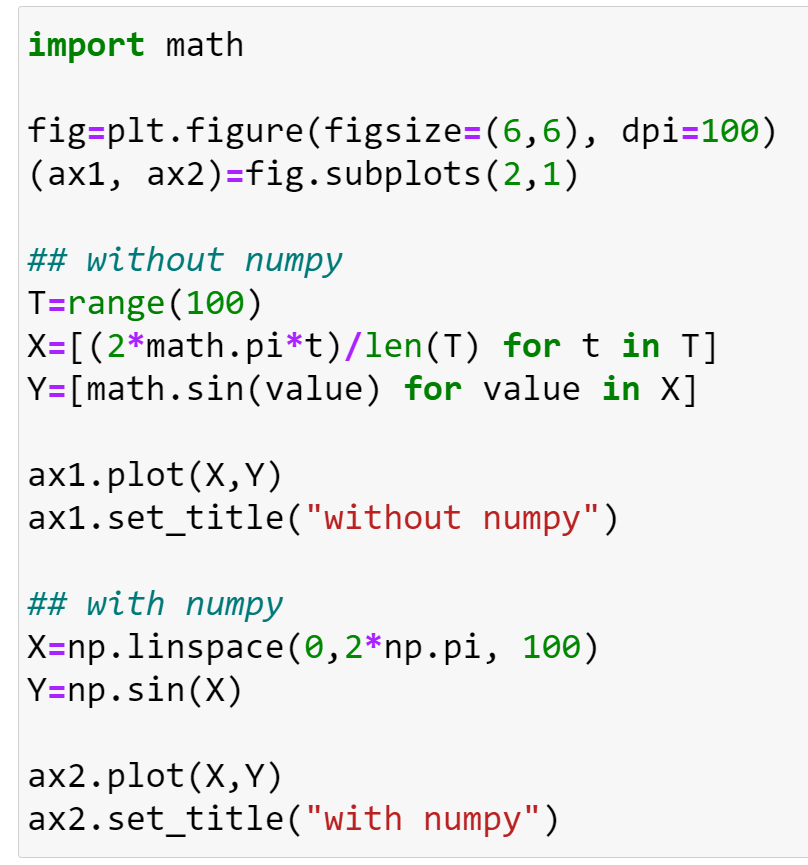 import math
fig=plt.figure(figsize=(6,6), dpi=100)
(ax1, ax2)=fig.subplots(2,1)
## without numpy
T=range(100)
X=[(2*math.pi*t)/len(T) for t in T]
Y=[math.sin(value) for value in X]
ax1.plot(X,Y)
ax1.set_title("without numpy")
## with numpy
X=np.linspace(0,2*np.pi, 100)
Y=np.sin(X)
ax2.plot(X,Y)
ax2.set_title("with numpy")